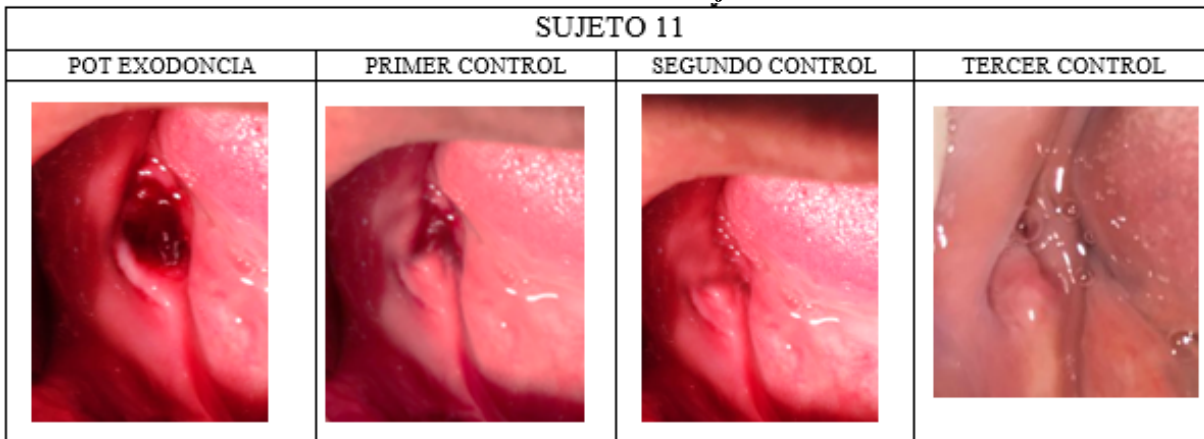 SUJETO 11
POT EXODONCIA
PRIMER CONTROL
SEGUNDO CONTROL
TERCER CONTROL